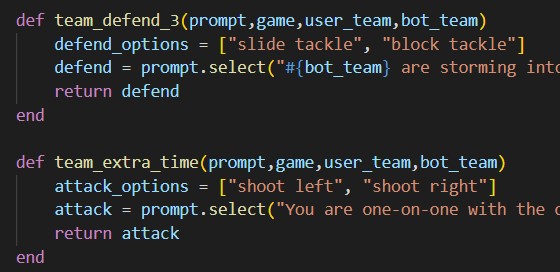 def team_defend_3(prompt,game,user_team,bot_team)
    defend_options = ["slide tackle", "block tackle"]
    defend = prompt.select("#{bot_team} are storming into
    return defend
end

def team_extra_time(prompt,game,user_team,bot_team)
    attack_options = ["shoot left", "shoot right"]
    attack = prompt.select("You are one-on-one with the
    return attack
end